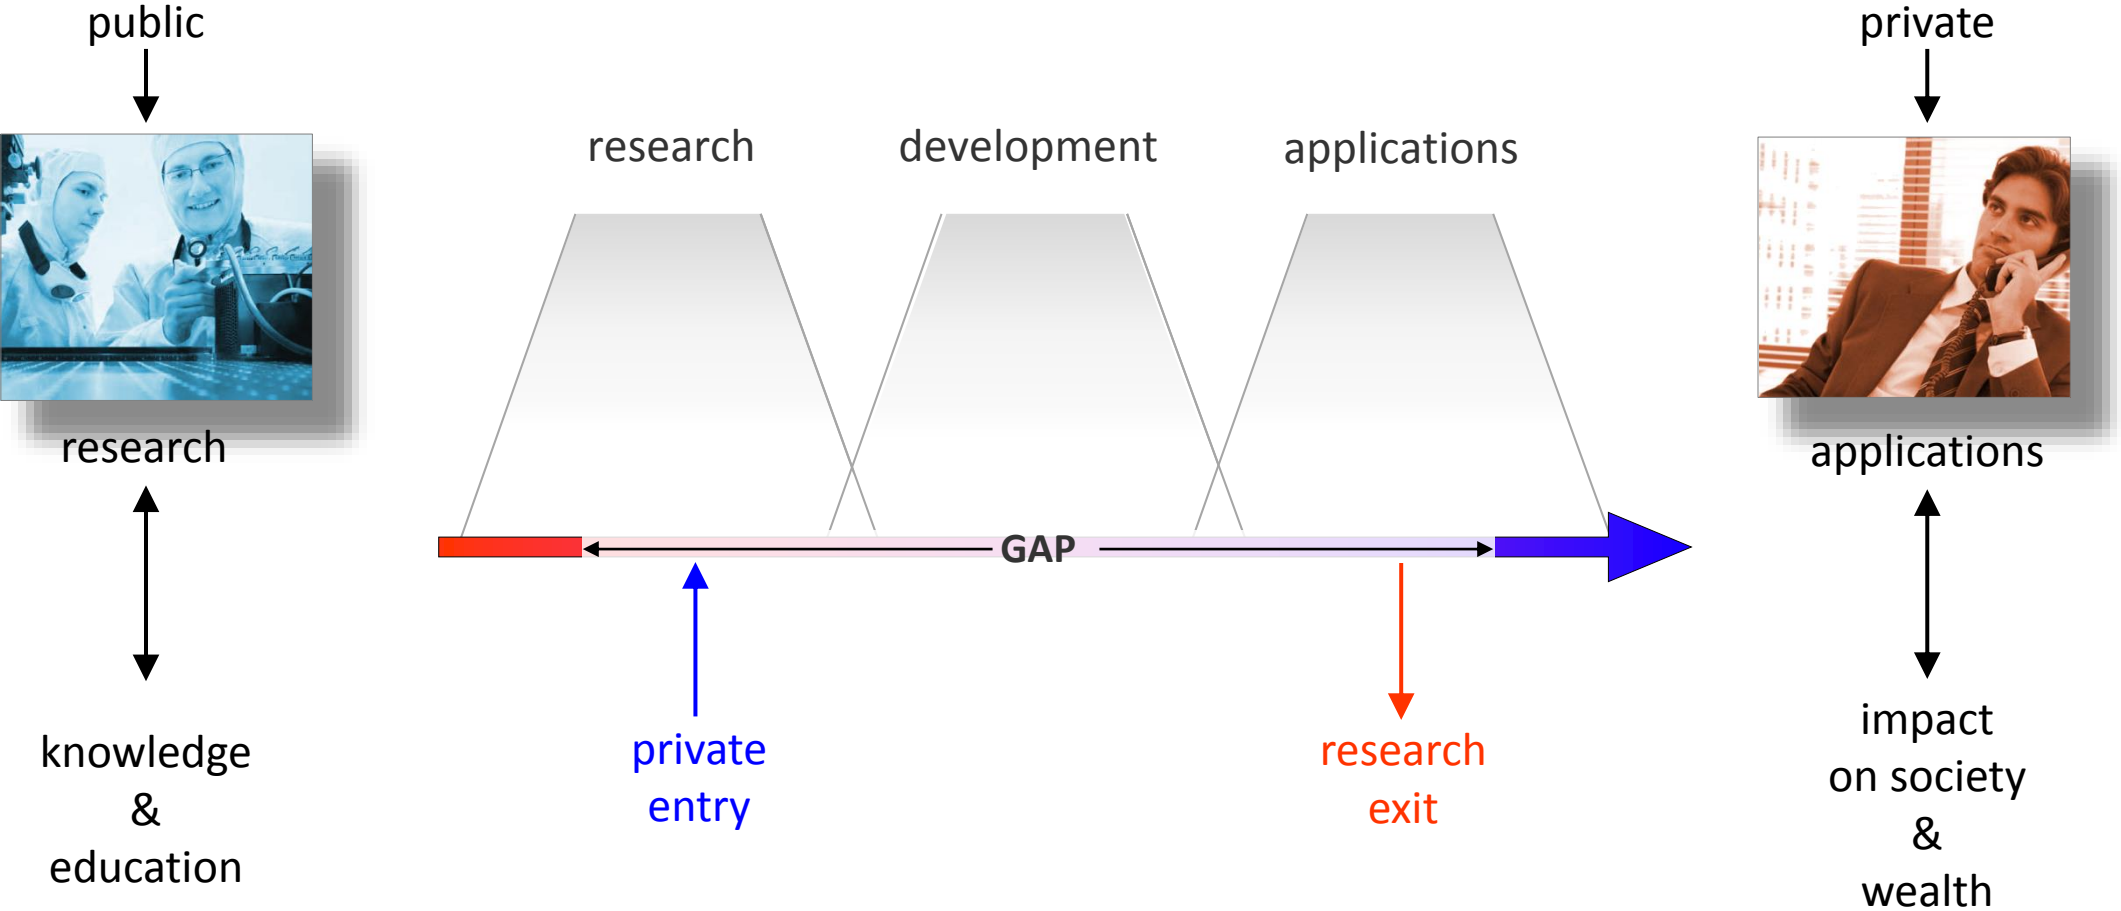 public
private
research
development
applications
research
applications
GAP
knowledge
&
education
private
entry
research
exit
impact
on society
&
wealth